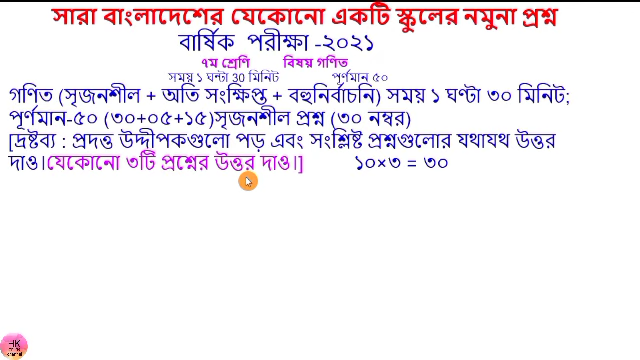 সারা বাংলাদেশের যেকোনো একটি স্কুলের নমুনা প্রশ্ন
বার্ষিক পরীক্ষা -২০২১
৭ম শ্রেণি বিষয় গণিত
সময় ১ ঘন্টা 30 মিনিট পূর্ণমান ৫০
গণিত (সৃজনশীল + অতি সংক্ষিপ্ত + বহুনির্বাচনি) সময় ১ ঘণ্টা ৩০ মিনিট;
পূর্ণমান-৫০ (৩০+০৫+১৫)সৃজনশীল প্রশ্ন (৩০ নম্বর)
[দ্রষ্টব্য : প্রদত্ত উদ্দীপকগুলো পড় এবং সংশ্লিষ্ট প্রশ্নগুলোর যথাযথ উত্তর
দাও।যেকোনো ৩টি প্রশ্নের উত্তর দাও।] ১০×৩ = ৩০
HK